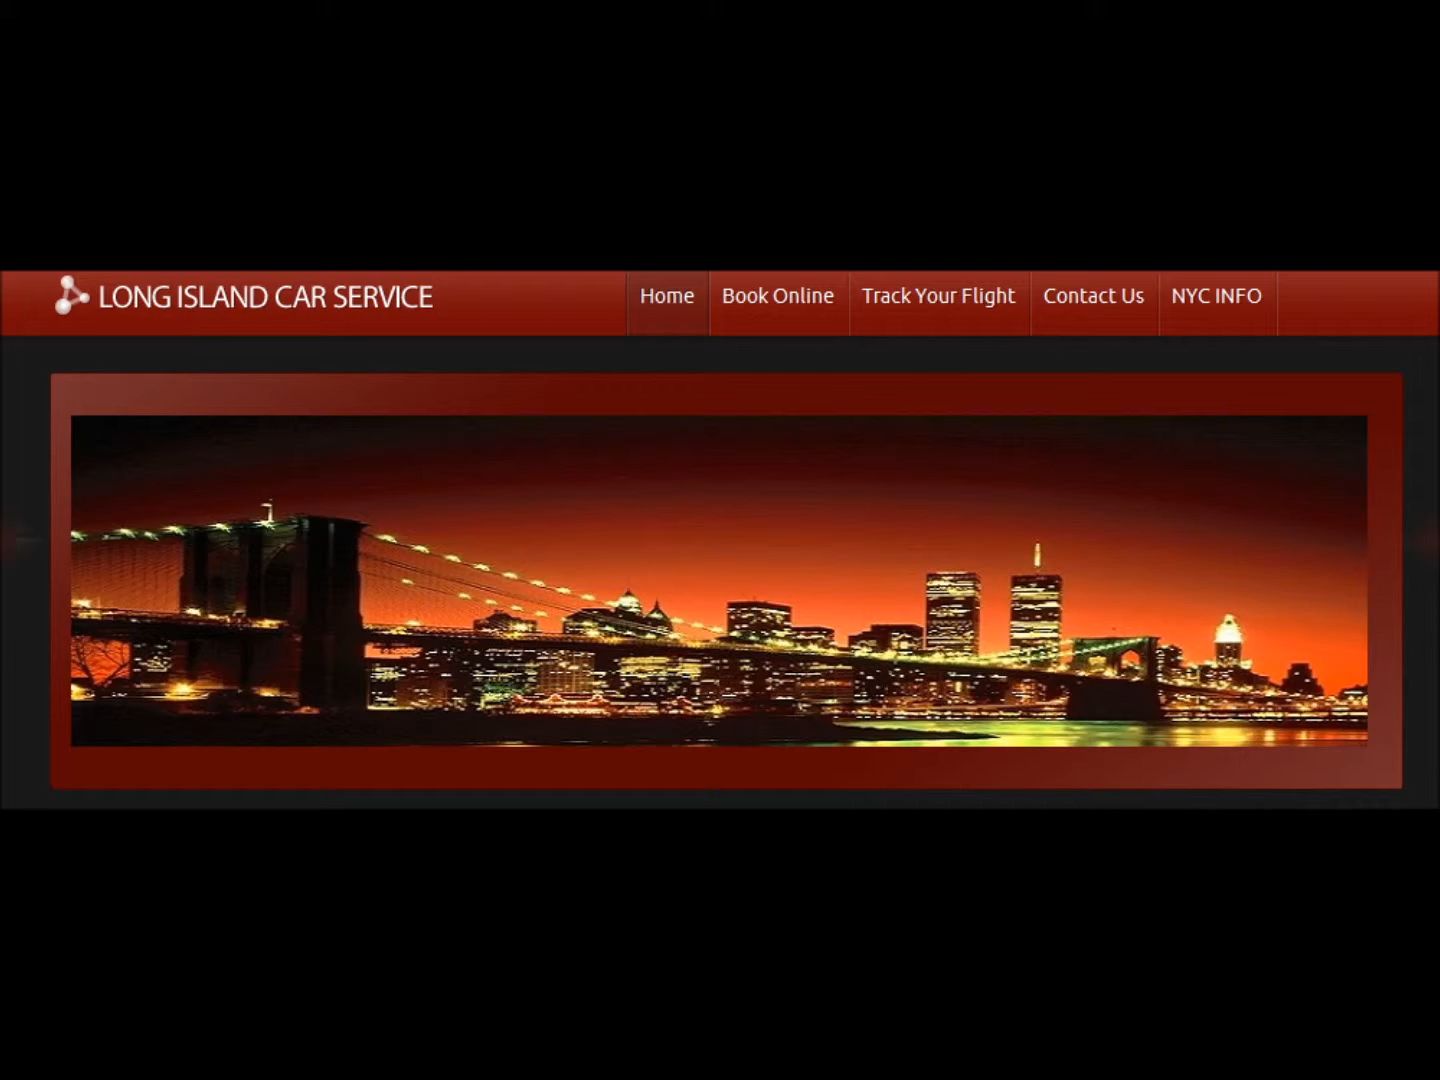 LONG ISLAND CAR SERVICE
Home
Book Online
Track Your Flight
Contact Us
NYC INFO